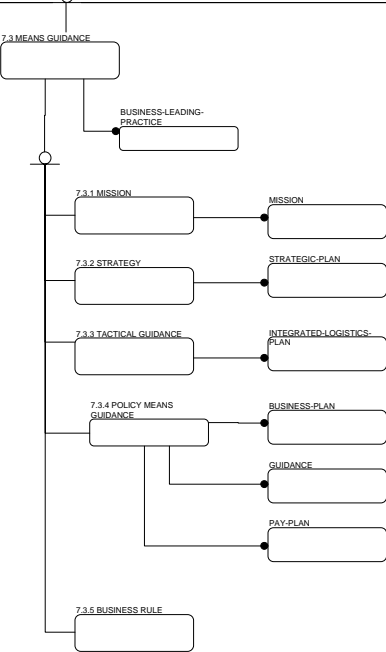 7.3 MEANS GUIDANCE
BUSINESS-LEADING-
PRACTICE
7.3.1 MISSION
MISSION
7.3.2 STRATEGY
STRATEGIC-PLAN
7.3.3 TACTICAL GUIDANCE
INTEGRATED-LOGISTICS-
PLAN
7.3.4 POLICY MEANS
GUIDANCE
BUSINESS-PLAN
GUIDANCE
PAY-PLAN
7.3.5 BUSINESS RULE